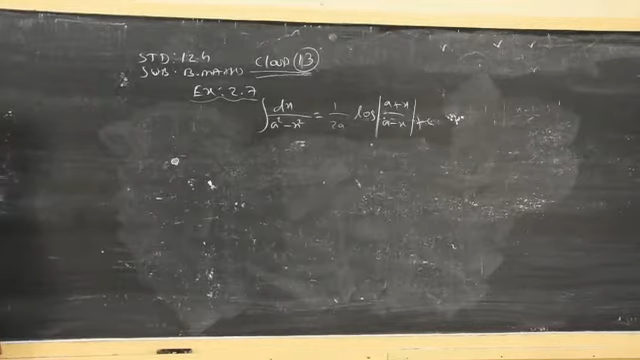 STD: 12th
SUB: B.maths Class (13)
Ex: 2.7
∫ dx/(a²-x²) = 1/2a log |(a+x)/(a-x)| + c